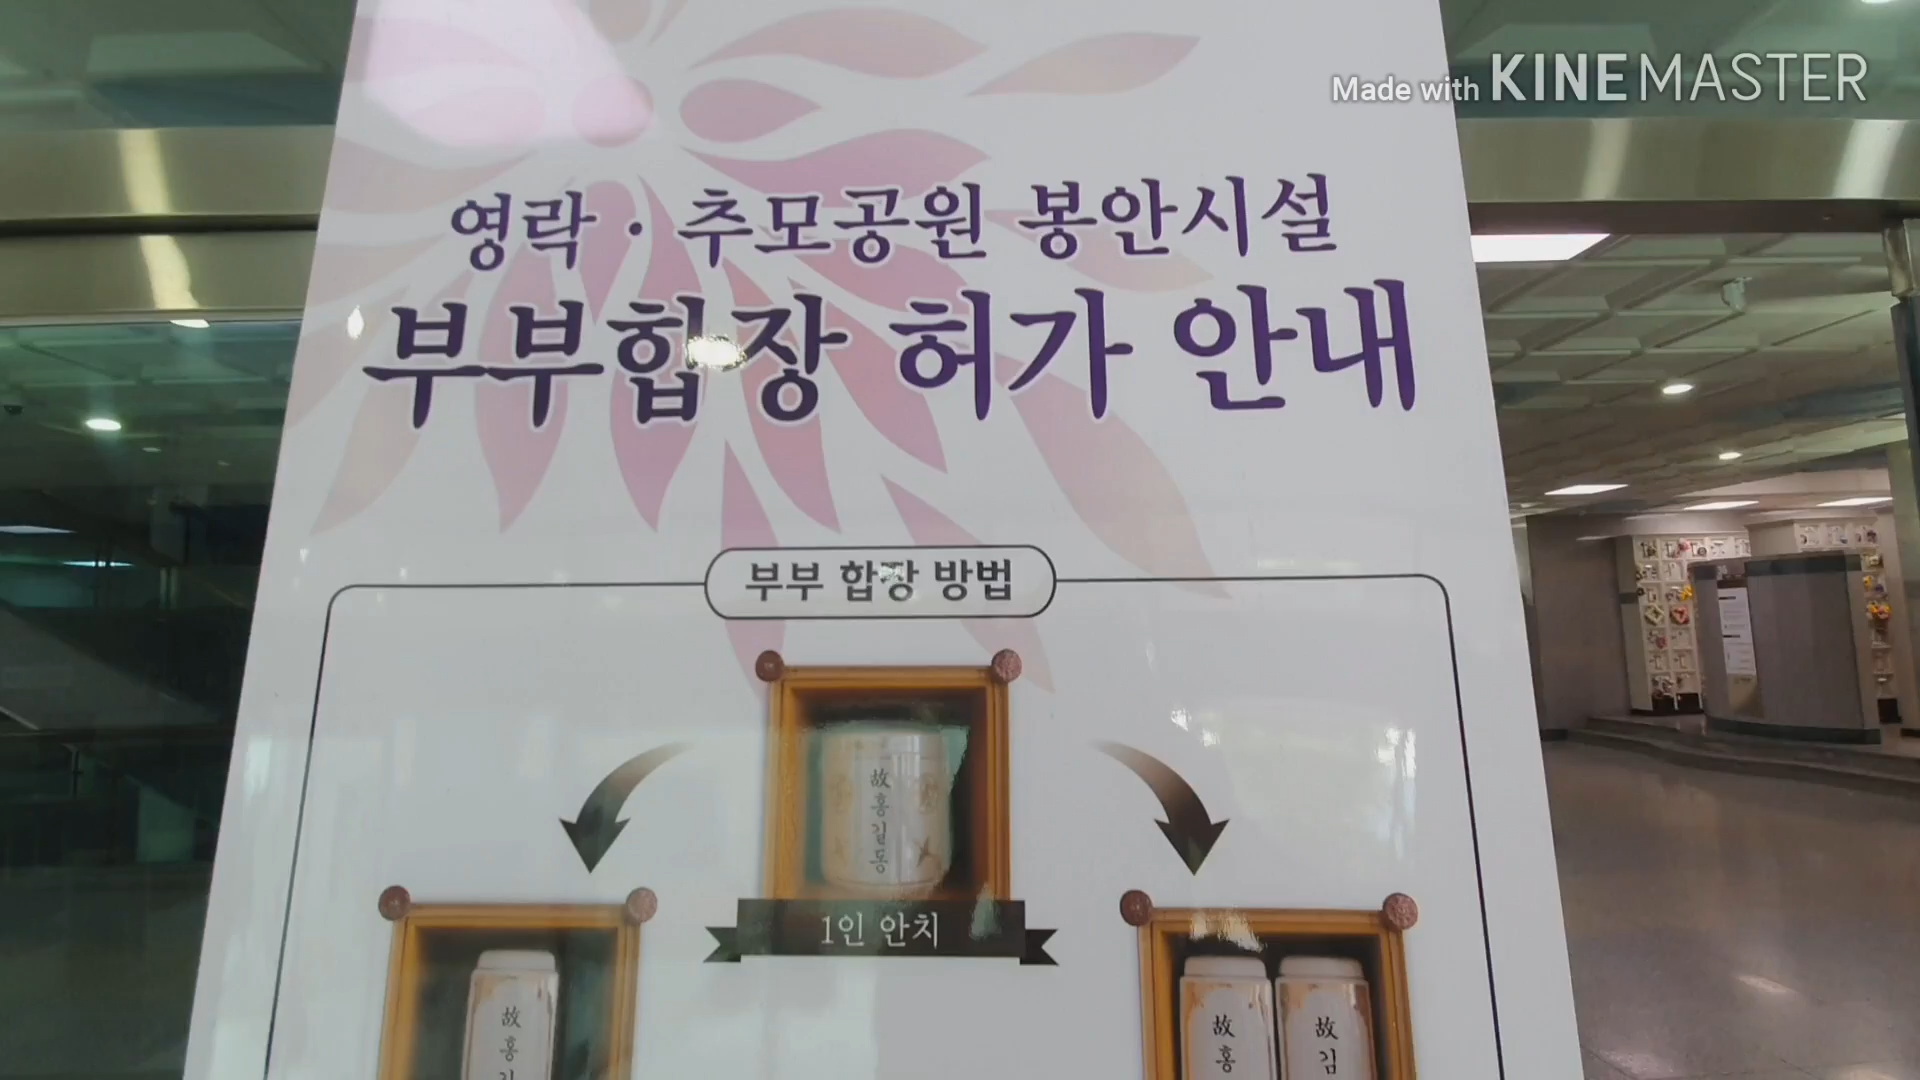 Made with KINEMASTER
영락·추모공원 봉안시설
부부합장 허가 안내
부부 합장 방법
故홍길동
1인 안치
故홍
故홍
故김